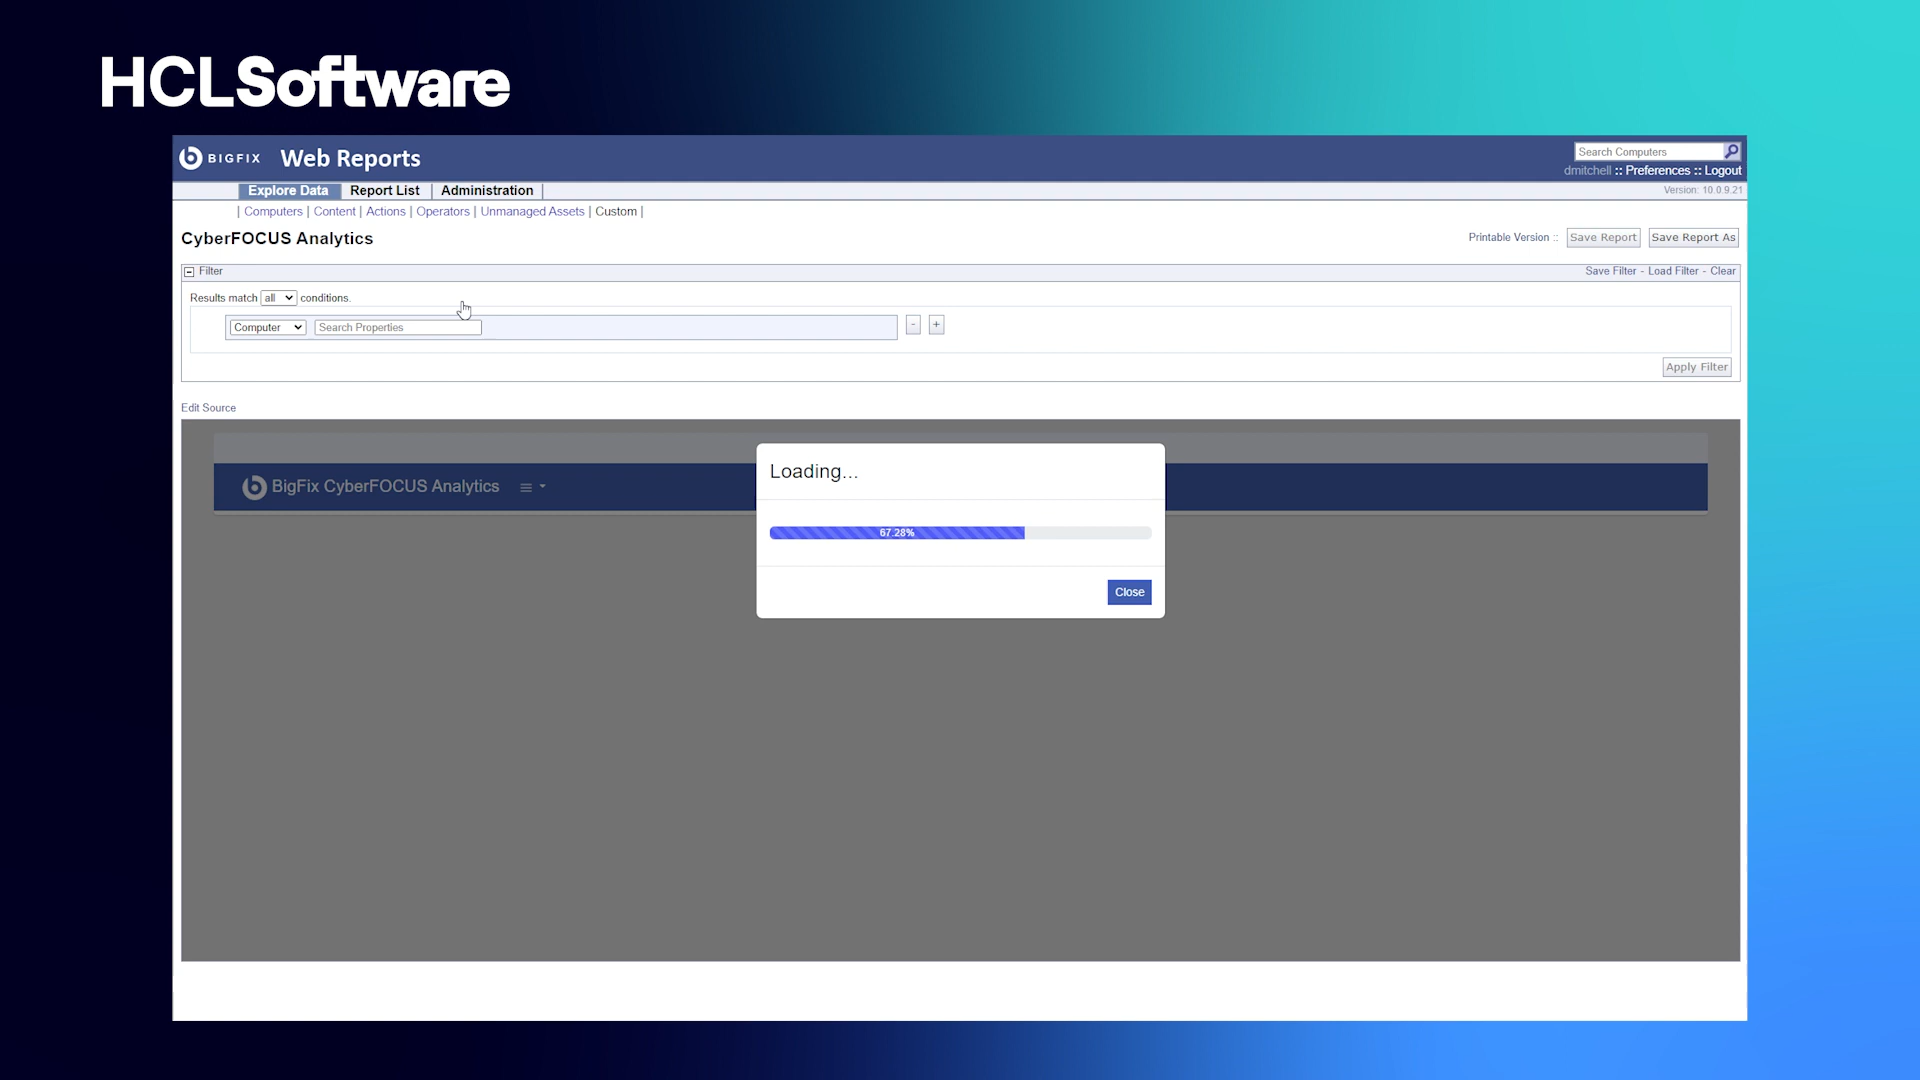 HCLSoftware
BIGFIX Web Reports
Search Computers
dmitchell :: Preferences :: Logout
Explore Data Report List Administration
Version: 10.0.9.21
| Computers | Content | Actions | Operators | Unmanaged Assets | Custom |
CyberFOCUS Analytics
Printable Version :: Save Report Save Report As
Filter
Save Filter - Load Filter - Clear
Results match all conditions.
Computer Search Properties - +
Apply Filter
Edit Source
Loading...
BigFix CyberFOCUS Analytics
67.28%
Close